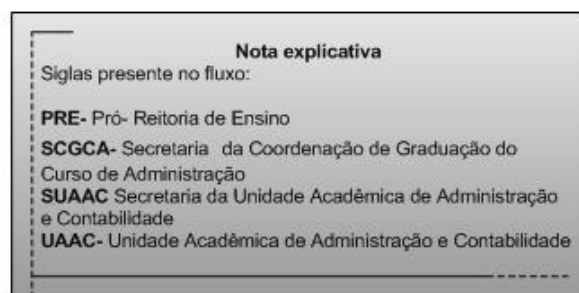 Nota explicativa
Siglas presente no fluxo:
PRE- Pró- Reitoria de Ensino
SCGCA- Secretaria da Coordenação de Graduação do
Curso de Administração
SUAAC Secretaria da Unidade Acadêmica de Administração
e Contabilidade
UAAC- Unidade Acadêmica de Administração e Contabilidade